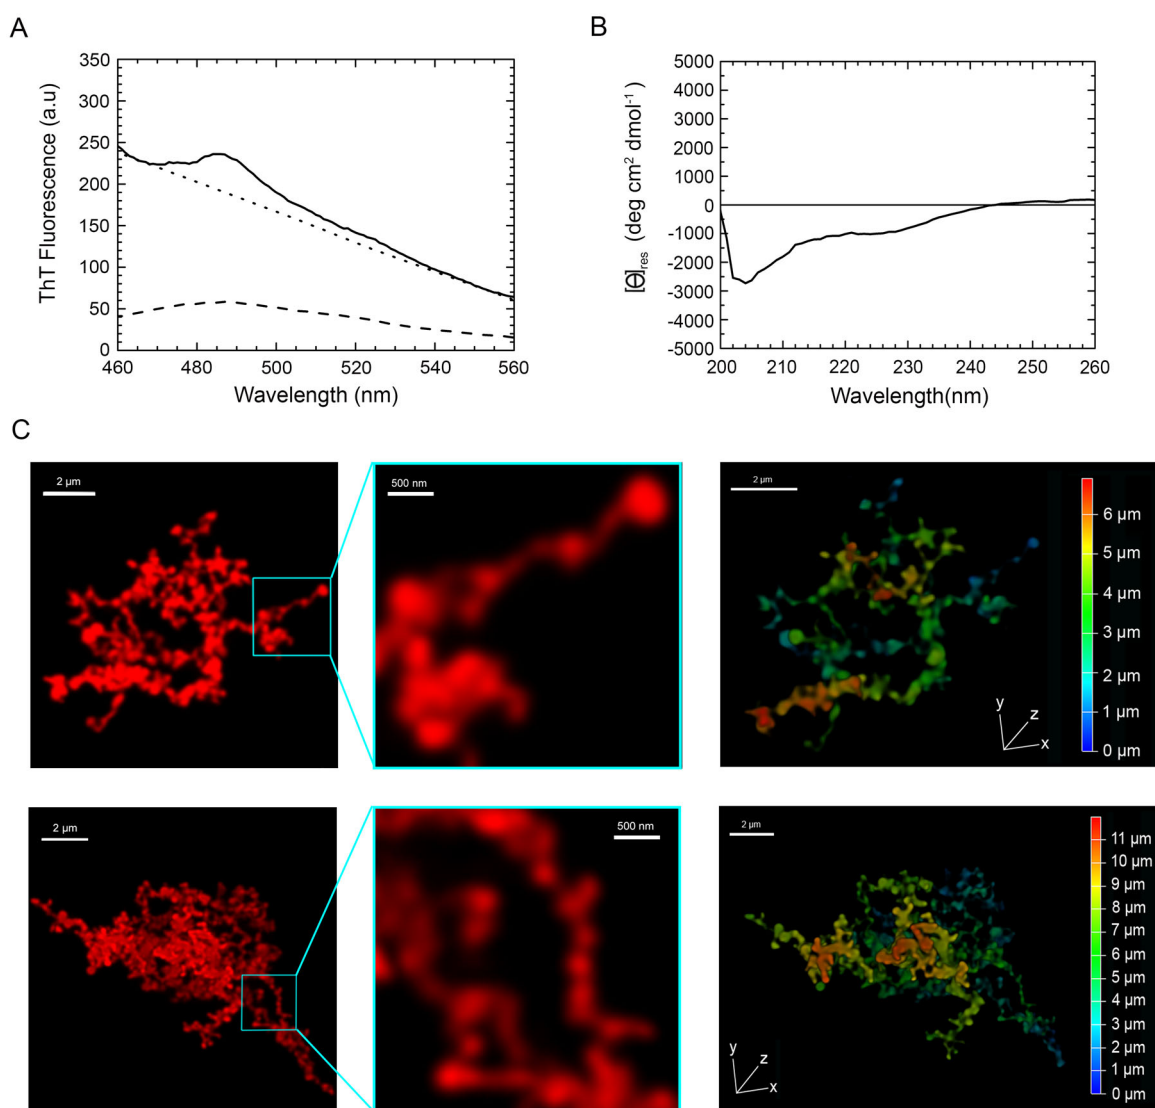 A
ThT Fluorescence (a.u)
350
300
250
200
150
100
50
0
460
480
500
520
540
560
Wavelength (nm)
B
[Θ]res (deg cm² dmol⁻¹)
5000
4000
3000
2000
1000
0
-1000
-2000
-3000
-4000
-5000
200
210
220
230
240
250
260
Wavelength(nm)
C
2 µm
500 nm
2 µm
6 µm
5 µm
4 µm
3 µm
2 µm
1 µm
0 µm
y
z
x
2 µm
500 nm
2 µm
11 µm
10 µm
9 µm
8 µm
7 µm
6 µm
5 µm
4 µm
3 µm
2 µm
1 µm
0 µm
y
z
x